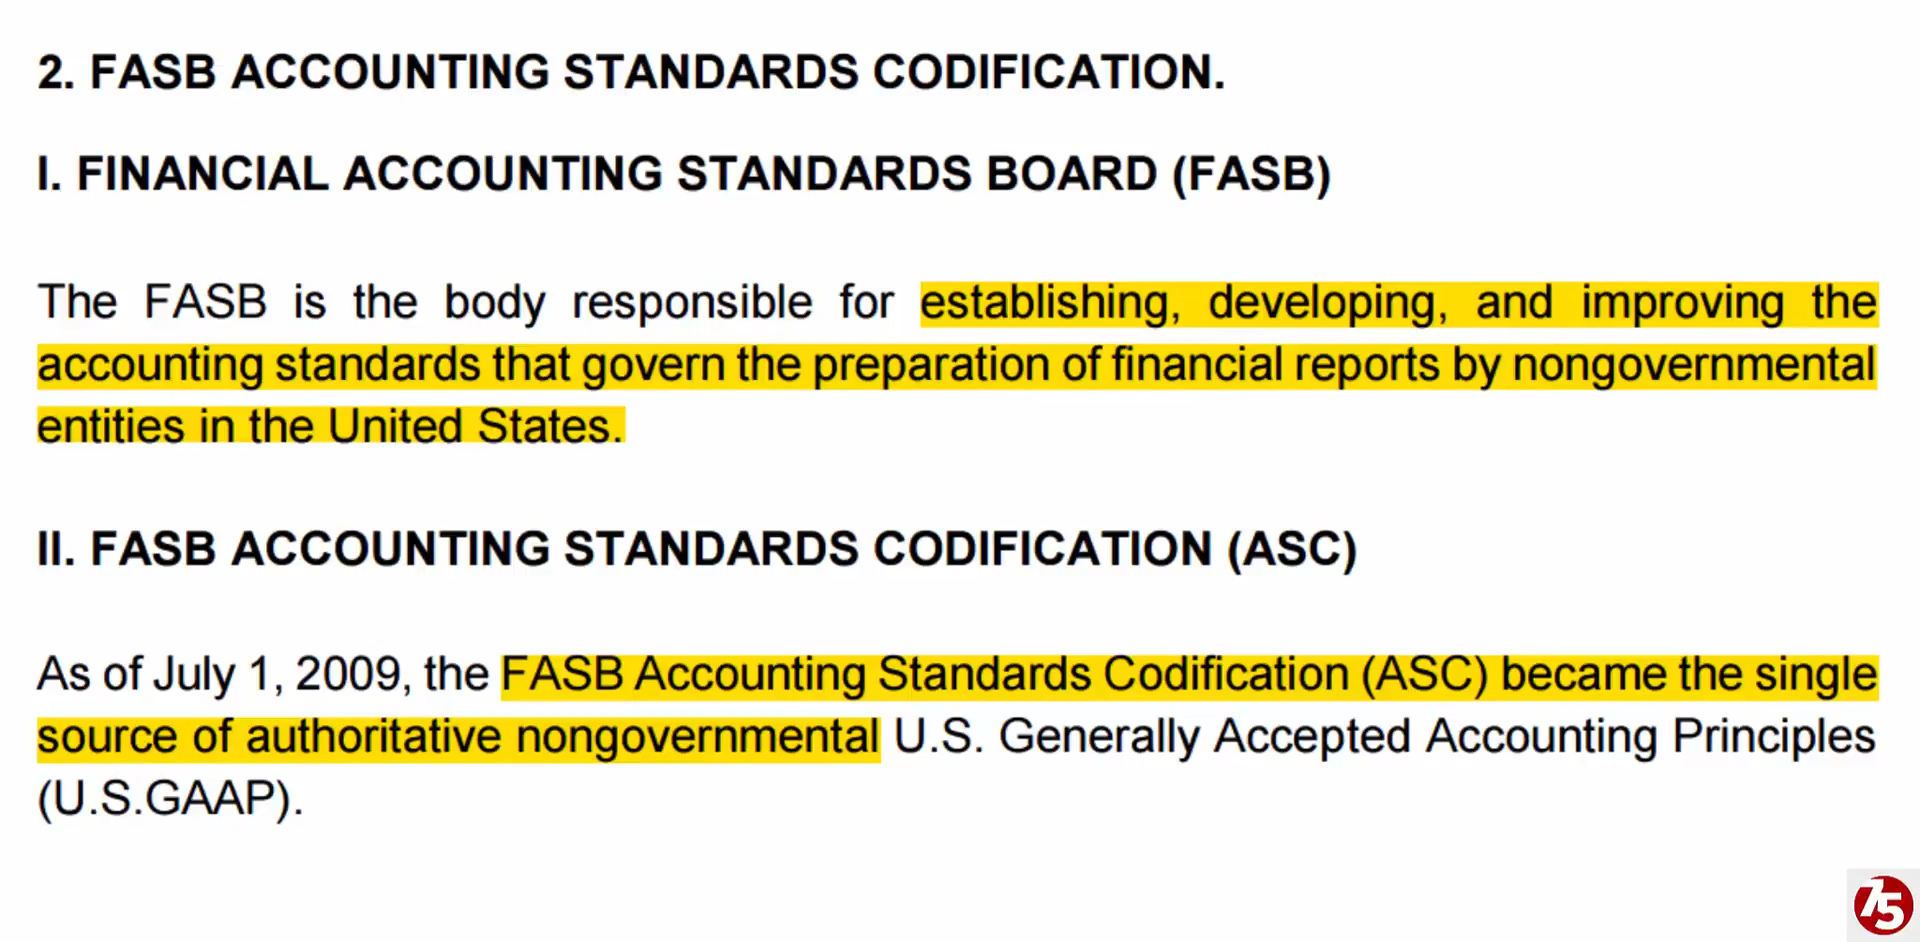 2. FASB ACCOUNTING STANDARDS CODIFICATION.
I. FINANCIAL ACCOUNTING STANDARDS BOARD (FASB)
The FASB is the body responsible for establishing, developing, and improving the
accounting standards that govern the preparation of financial reports by nongovernmental
entities in the United States.
II. FASB ACCOUNTING STANDARDS CODIFICATION (ASC)
As of July 1, 2009, the FASB Accounting Standards Codification (ASC) became the single
source of authoritative nongovernmental U.S. Generally Accepted Accounting Principles
(U.S.GAAP).
75